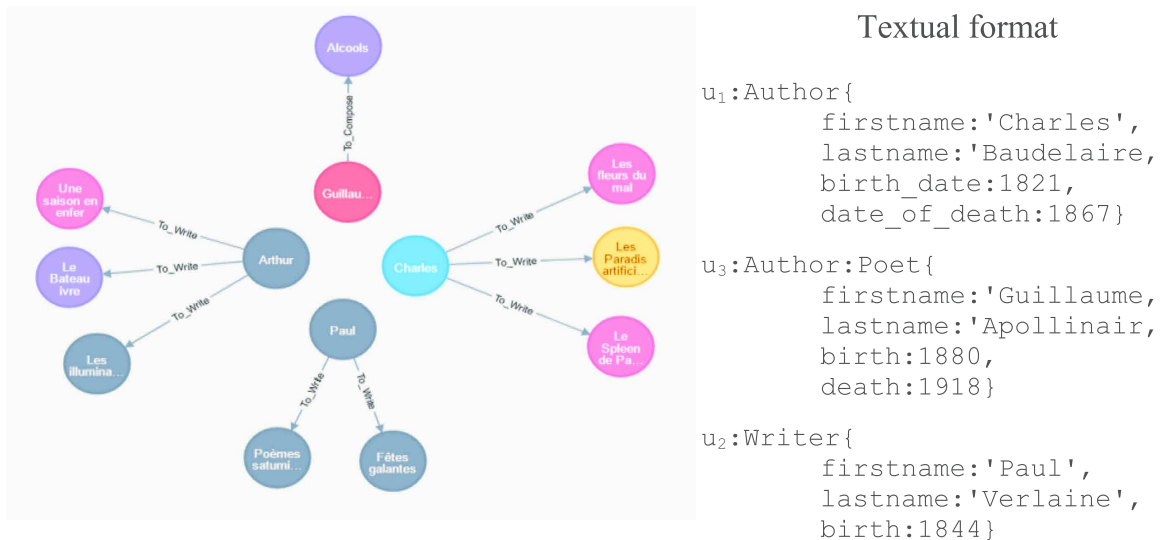 Alcools
To_Compose
Guillau...
Une
saison en
enfer
To_Write
Le
Bateau
ivre
To_Write
Arthur
To_Write
Les
illumina...
Les
fleurs du
mal
To_Write
Charles
To_Write
Les
Paradis
artifici...
To_Write
Le
Spleen
de Pa...
Paul
To_Write
To_Write
Poèmes
saturni...
Fêtes
galantes
Textual format
u₁:Author{
firstname:'Charles',
lastname:'Baudelaire,
birth_date:1821,
date_of_death:1867}
u₃:Author:Poet{
firstname:'Guillaume,
lastname:'Apollinair,
birth:1880,
death:1918}
u₂:Writer{
firstname:'Paul',
lastname:'Verlaine',
birth:1844}